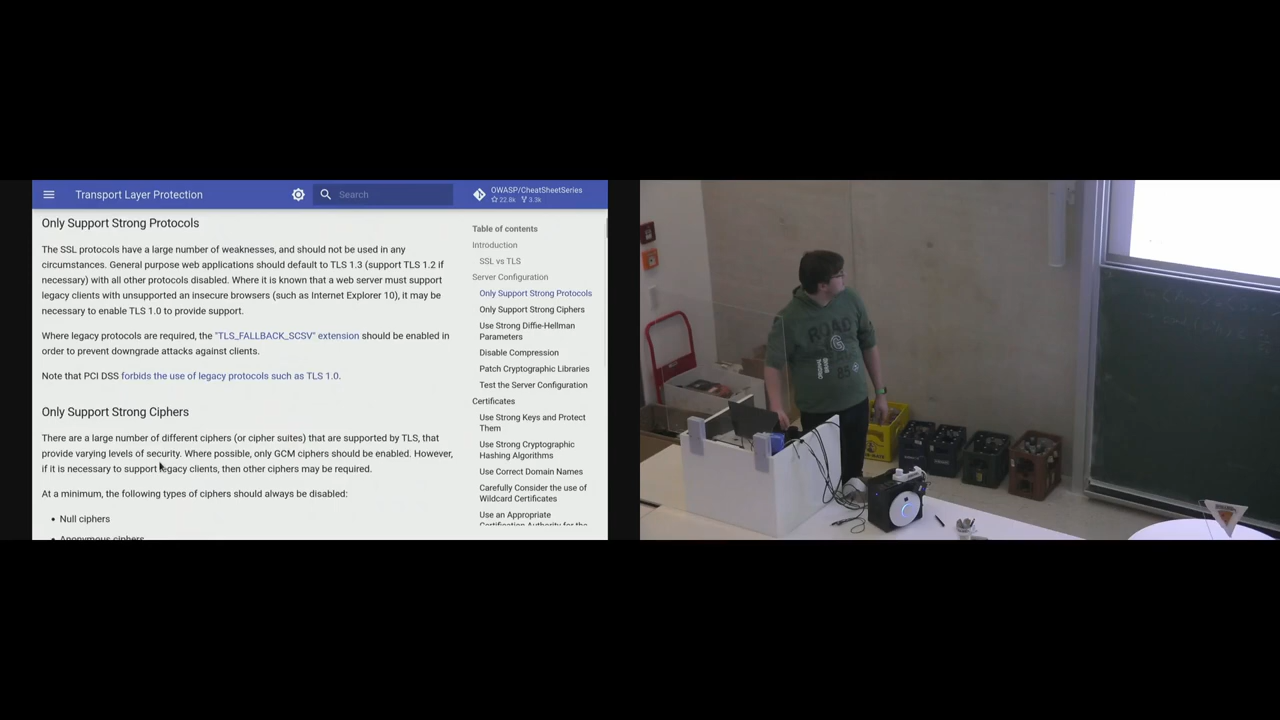 Transport Layer Protection
Search
OWASP/CheatSheetSeries
22.8k 3.3k
Only Support Strong Protocols
The SSL protocols have a large number of weaknesses, and should not be used in any
circumstances. General purpose web applications should default to TLS 1.3 (support TLS 1.2 if
necessary) with all other protocols disabled. Where it is known that a web server must support
legacy clients with unsupported an insecure browsers (such as Internet Explorer 10), it may be
necessary to enable TLS 1.0 to provide support.
Where legacy protocols are required, the "TLS_FALLBACK_SCSV" extension should be enabled in
order to prevent downgrade attacks against clients.
Note that PCI DSS forbids the use of legacy protocols such as TLS 1.0.
Only Support Strong Ciphers
There are a large number of different ciphers (or cipher suites) that are supported by TLS, that
provide varying levels of security. Where possible, only GCM ciphers should be enabled. However,
if it is necessary to support legacy clients, then other ciphers may be required.
At a minimum, the following types of ciphers should always be disabled:
• Null ciphers
• Anonymous ciphers
Table of contents
Introduction
SSL vs TLS
Server Configuration
Only Support Strong Protocols
Only Support Strong Ciphers
Use Strong Diffie-Hellman
Parameters
Disable Compression
Patch Cryptographic Libraries
Test the Server Configuration
Certificates
Use Strong Keys and Protect
Them
Use Strong Cryptographic
Hashing Algorithms
Use Correct Domain Names
Carefully Consider the use of
Wildcard Certificates
Use an Appropriate
Certification Authority for the
ROAD